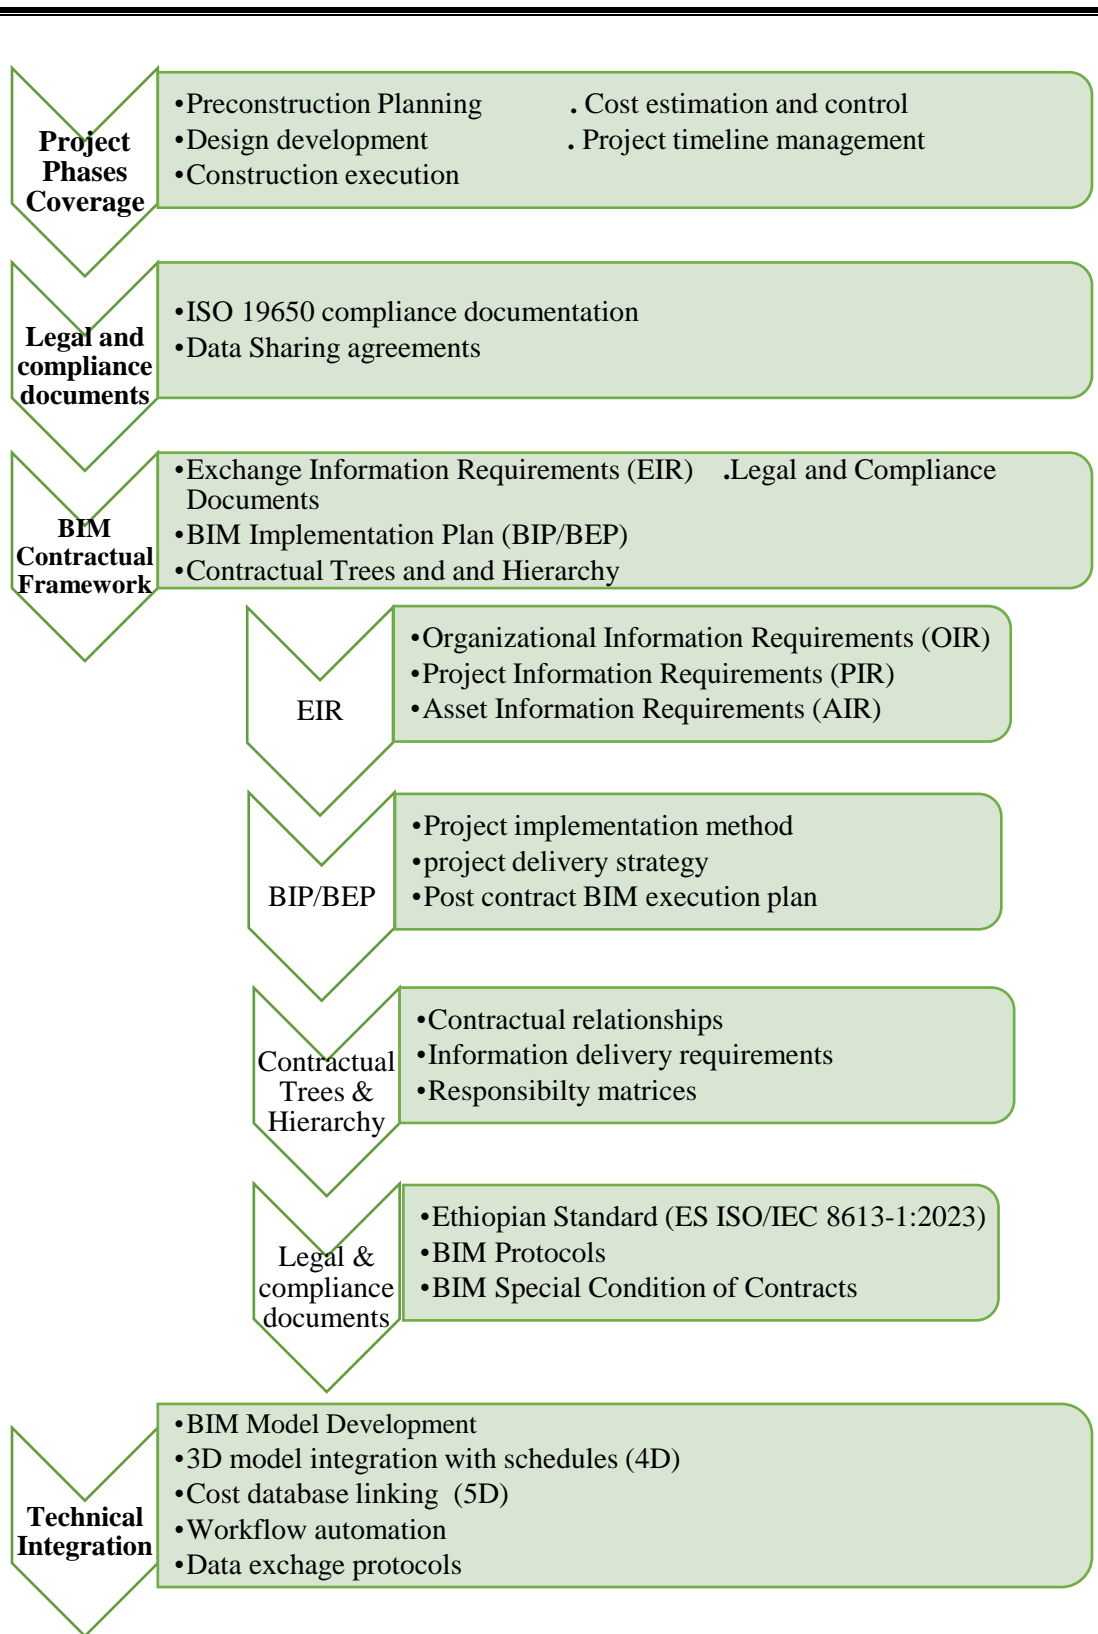 Project
Phases
Coverage
•Preconstruction Planning . Cost estimation and control
•Design development . Project timeline management
•Construction execution
Legal and
compliance
documents
•ISO 19650 compliance documentation
•Data Sharing agreements
BIM
Contractual
Framework
•Exchange Information Requirements (EIR) .Legal and Compliance
Documents
•BIM Implementation Plan (BIP/BEP)
•Contractual Trees and and Hierarchy
EIR
•Organizational Information Requirements (OIR)
•Project Information Requirements (PIR)
•Asset Information Requirements (AIR)
BIP/BEP
•Project implementation method
•project delivery strategy
•Post contract BIM execution plan
Contractual
Trees &
Hierarchy
•Contractual relationships
•Information delivery requirements
•Responsibilty matrices
Legal &
compliance
documents
•Ethiopian Standard (ES ISO/IEC 8613-1:2023)
•BIM Protocols
•BIM Special Condition of Contracts
Technical
Integration
•BIM Model Development
•3D model integration with schedules (4D)
•Cost database linking (5D)
•Workflow automation
•Data exchage protocols